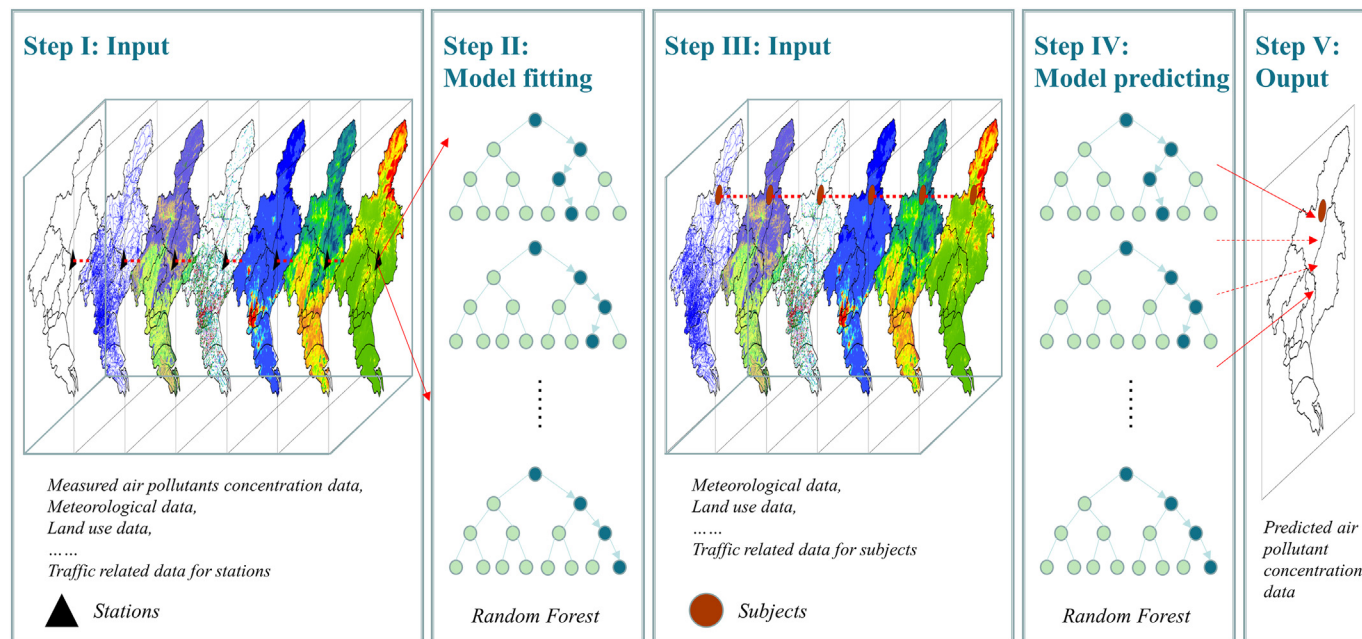 Step I: Input
Measured air pollutants concentration data,
Meteorological data,
Land use data,
……
Traffic related data for stations
Stations
Step II:
Model fitting
Random Forest
Step III: Input
Meteorological data,
Land use data,
……
Traffic related data for subjects
Subjects
Step IV:
Model predicting
Random Forest
Step V:
Ouput
Predicted air
pollutant
concentration
data